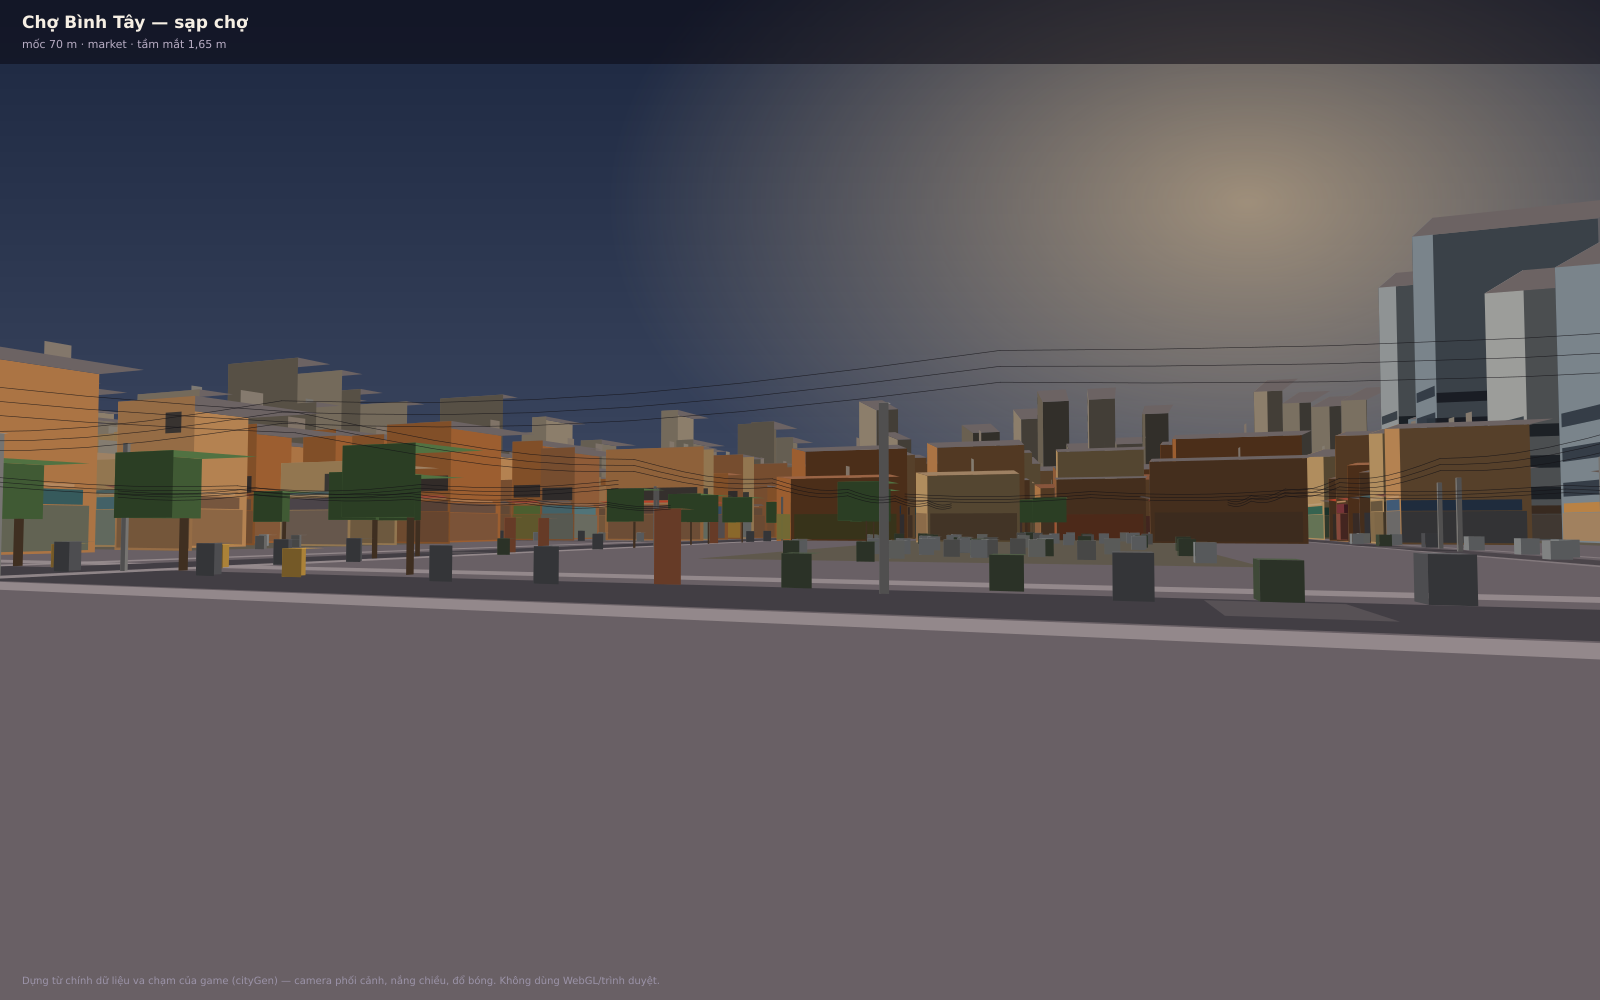 Chợ Bình Tây — sạp chợ
mốc 70 m · market · tầm mắt 1,65 m
Dựng từ chính dữ liệu va chạm của game (cityGen) — camera phối cảnh, nắng chiều, đổ bóng. Không dùng WebGL/trình duyệt.